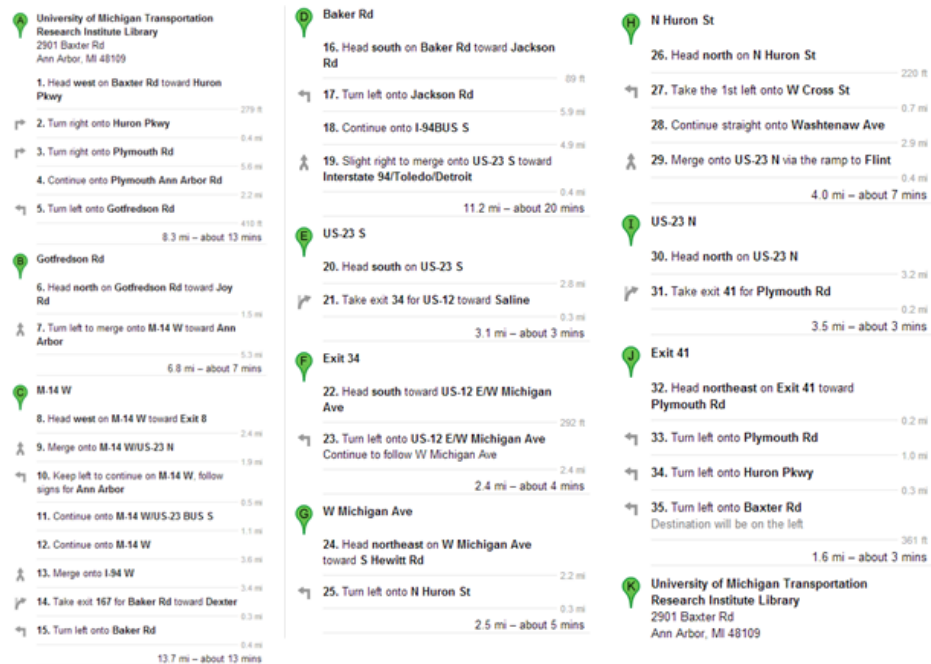 A
University of Michigan Transportation
Research Institute Library
2901 Baxter Rd
Ann Arbor, MI 48109
1. Head west on Baxter Rd toward Huron
Pkwy
279 ft
2. Turn right onto Huron Pkwy
0.4 mi
3. Turn right onto Plymouth Rd
5.6 mi
4. Continue onto Plymouth Ann Arbor Rd
2.2 mi
5. Turn left onto Gotfredson Rd
410 ft
8.3 mi – about 13 mins
B
Gotfredson Rd
6. Head north on Gotfredson Rd toward Joy
Rd
1.5 mi
7. Turn left to merge onto M-14 W toward Ann
Arbor
5.3 mi
6.8 mi – about 7 mins
C
M-14 W
8. Head west on M-14 W toward Exit 8
2.4 mi
9. Merge onto M-14 W/US-23 N
1.9 mi
10. Keep left to continue on M-14 W, follow
signs for Ann Arbor
0.5 mi
11. Continue onto M-14 W/US-23 BUS S
1.1 mi
12. Continue onto M-14 W
3.6 mi
13. Merge onto I-94 W
3.4 mi
14. Take exit 167 for Baker Rd toward Dexter
0.3 mi
15. Turn left onto Baker Rd
0.4 mi
13.7 mi – about 13 mins
D
Baker Rd
16. Head south on Baker Rd toward Jackson
Rd
89 ft
17. Turn left onto Jackson Rd
5.9 mi
18. Continue onto I-94BUS S
4.9 mi
19. Slight right to merge onto US-23 S toward
Interstate 94/Toledo/Detroit
0.4 mi
11.2 mi – about 20 mins
E
US-23 S
20. Head south on US-23 S
2.8 mi
21. Take exit 34 for US-12 toward Saline
0.3 mi
3.1 mi – about 3 mins
F
Exit 34
22. Head south toward US-12 E/W Michigan
Ave
292 ft
23. Turn left onto US-12 E/W Michigan Ave
Continue to follow W Michigan Ave
2.4 mi
2.4 mi – about 4 mins
G
W Michigan Ave
24. Head northeast on W Michigan Ave
toward S Hewitt Rd
2.2 mi
25. Turn left onto N Huron St
0.3 mi
2.5 mi – about 5 mins
H
N Huron St
26. Head north on N Huron St
220 ft
27. Take the 1st left onto W Cross St
0.7 mi
28. Continue straight onto Washtenaw Ave
2.9 mi
29. Merge onto US-23 N via the ramp to Flint
0.4 mi
4.0 mi – about 7 mins
I
US-23 N
30. Head north on US-23 N
3.2 mi
31. Take exit 41 for Plymouth Rd
0.2 mi
3.5 mi – about 3 mins
J
Exit 41
32. Head northeast on Exit 41 toward
Plymouth Rd
0.2 mi
33. Turn left onto Plymouth Rd
1.0 mi
34. Turn left onto Huron Pkwy
0.3 mi
35. Turn left onto Baxter Rd
Destination will be on the left
361 ft
1.6 mi – about 3 mins
K
University of Michigan Transportation
Research Institute Library
2901 Baxter Rd
Ann Arbor, MI 48109